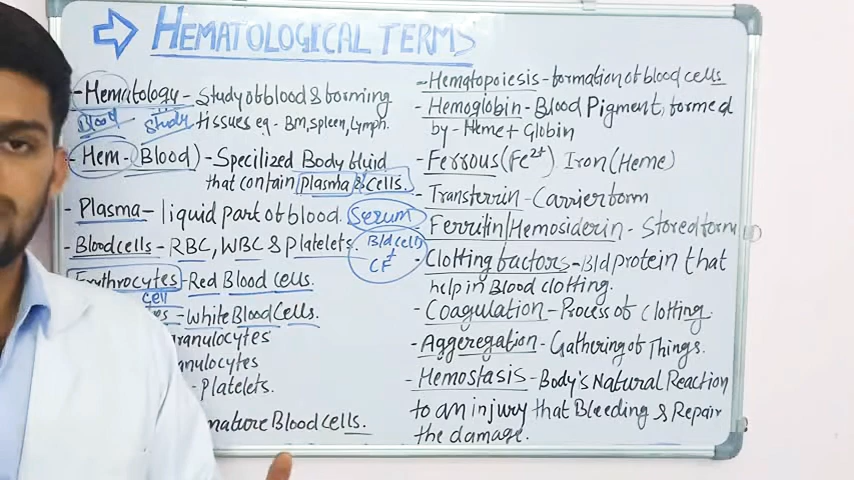 HEMATOLOGICAL TERMS
- Hematology - Study of blood & forming
Blood Study tissues eg - BM, Spleen, Lymph.
- Hem - Blood) - Specilized Body fluid
that contain plasma & Cells.
- Plasma - liquid part of blood. Serum
- Bloodcells - RBC, WBC & Platelets. Bld cells
+
CF
Erythrocytes - Red Blood cells.
cell
- White Blood Cells.
granulocytes
anulocytes
- Platelets.
mature Blood cells.
- Hematopoiesis - formation of blood cells
- Hemoglobin - Blood Pigment, formed
by - Heme + Globin
- Ferrous (Fe2+) Iron (Heme)
- Transferrin - Carrier form
- Ferritin/Hemosiderin - Stored form
- Clotting factors - Bld protein that
help in Blood clotting.
- Coagulation - Process of clotting.
- Aggeregation - Gathering of Things.
- Hemostasis - Body's Natural Reaction
to an injury that Bleeding & Repair
the damage.